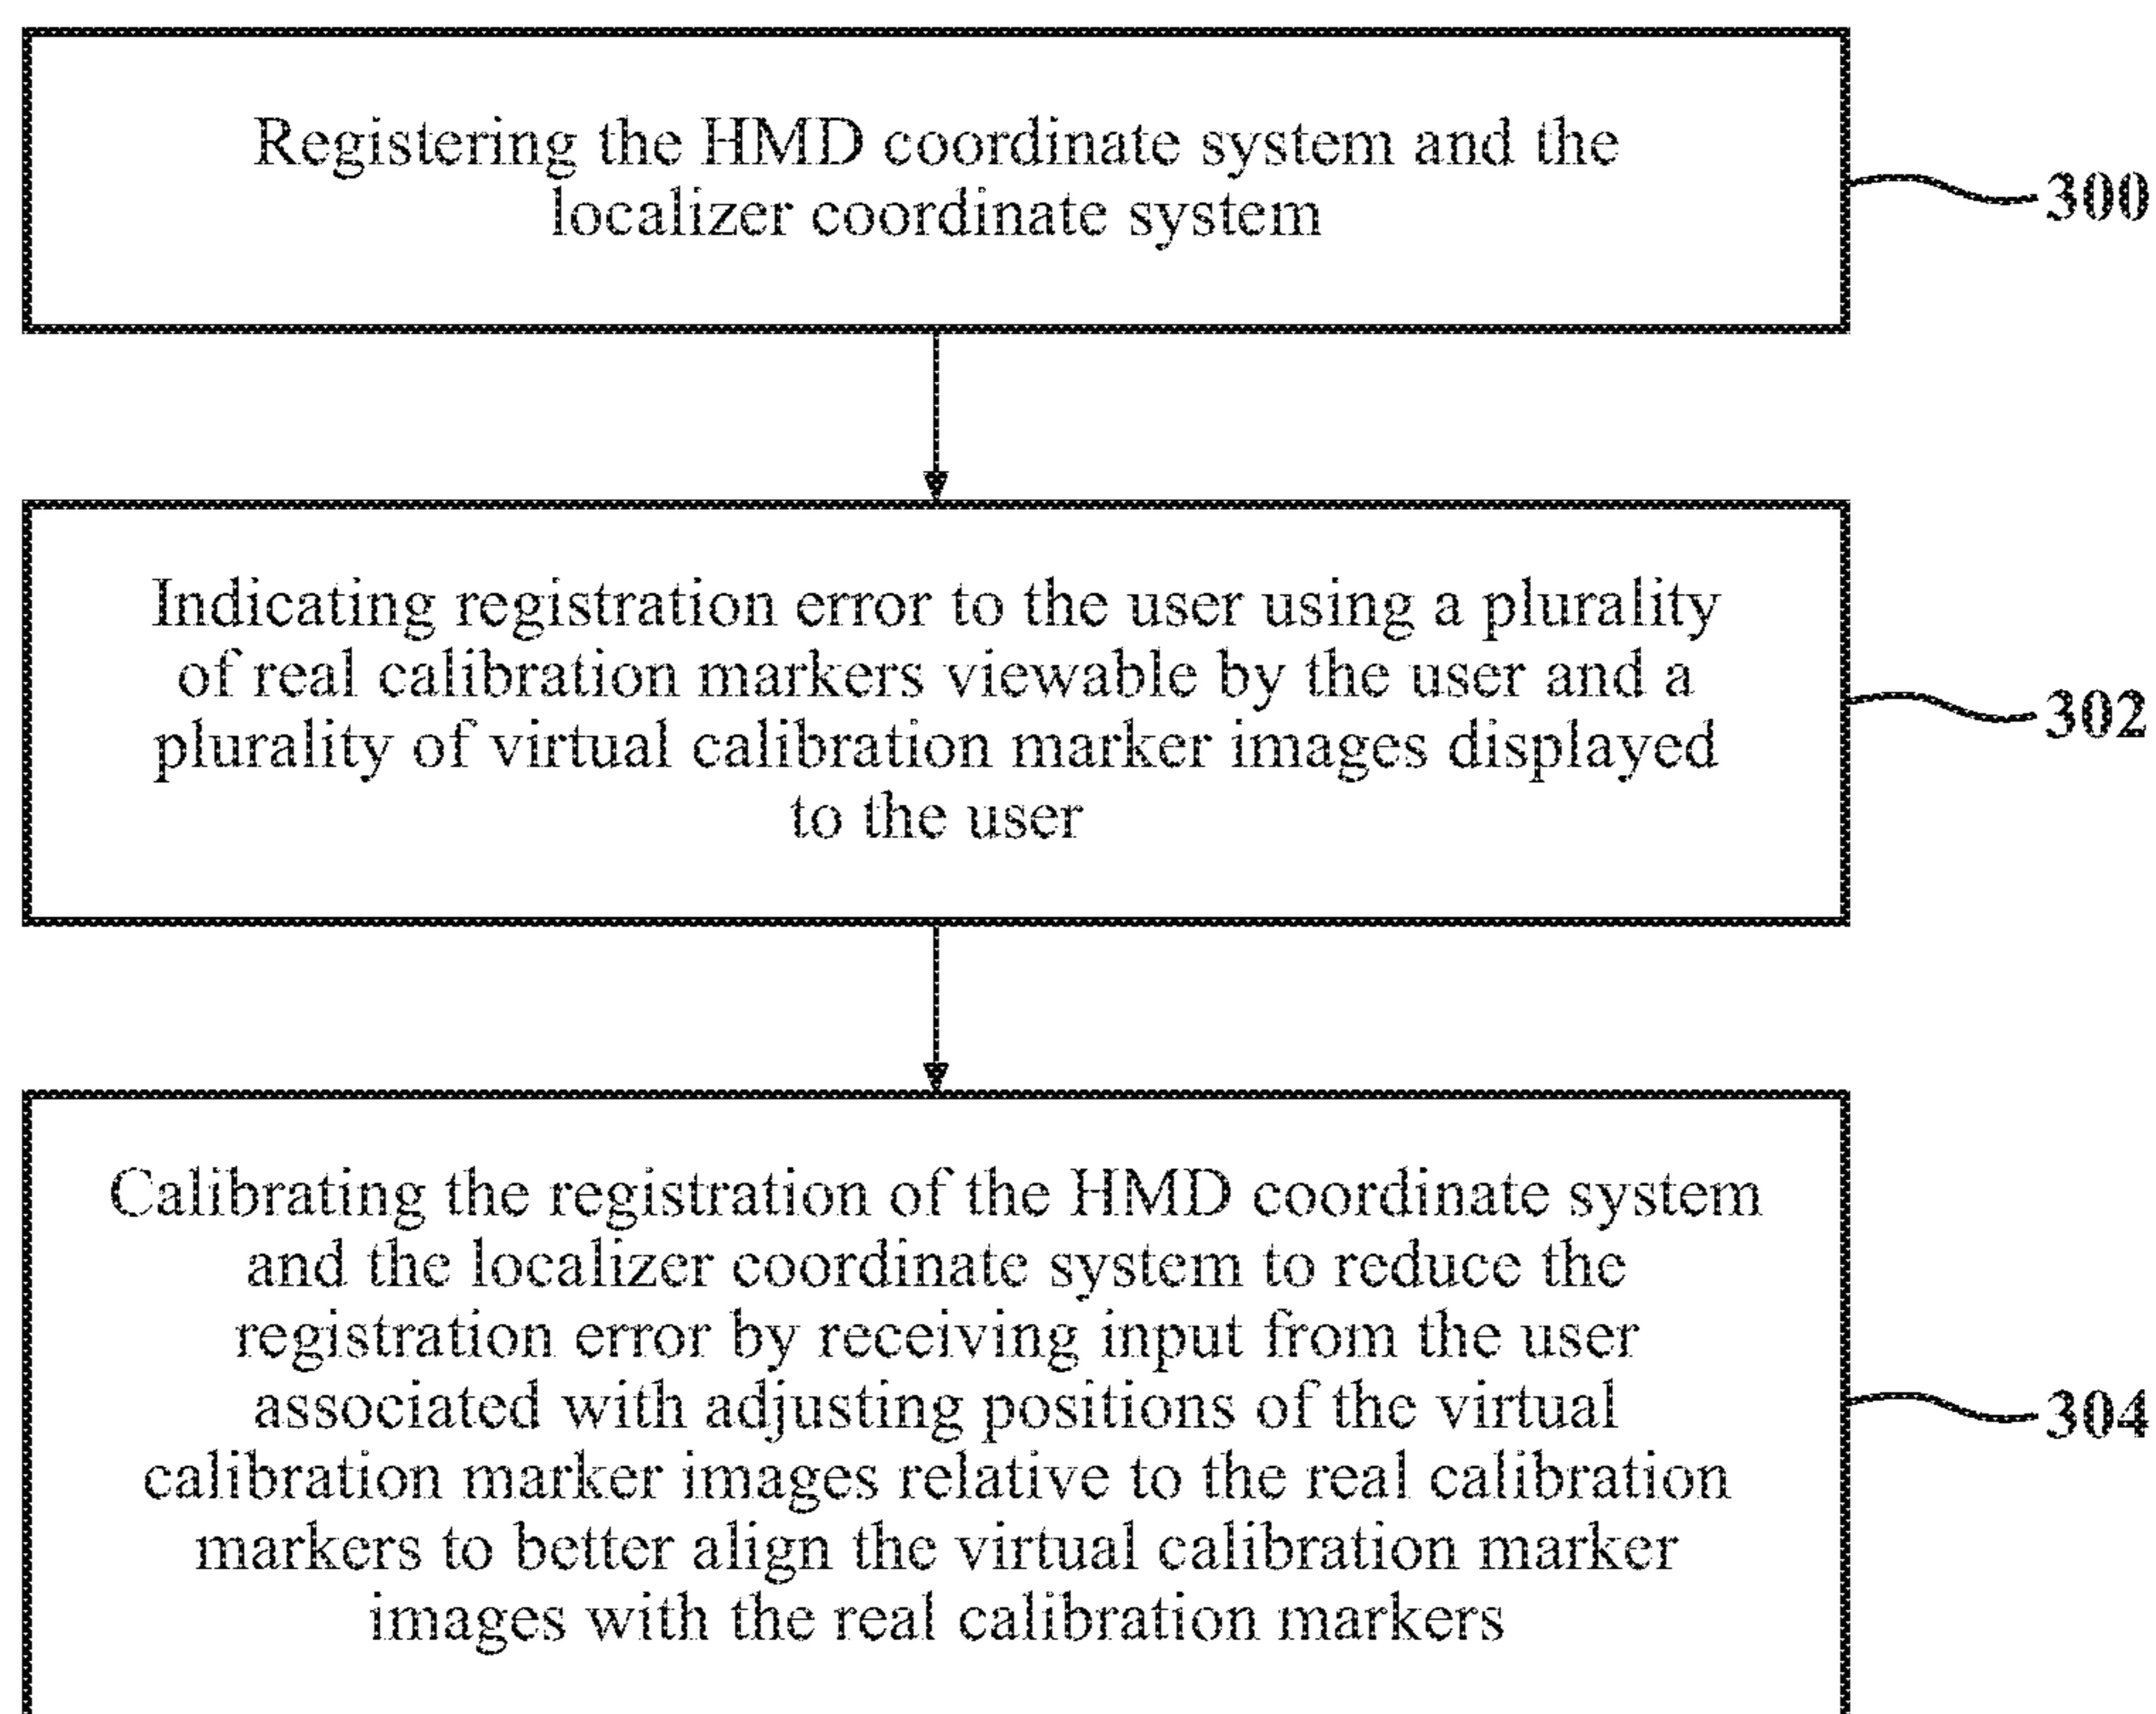 Registering the HMD coordinate system and the
localizer coordinate system
300
Indicating registration error to the user using a plurality
of real calibration markers viewable by the user and a
plurality of virtual calibration marker images displayed
to the user
302
Calibrating the registration of the HMD coordinate system
and the localizer coordinate system to reduce the
registration error by receiving input from the user
associated with adjusting positions of the virtual
calibration marker images relative to the real calibration
markers to better align the virtual calibration marker
images with the real calibration markers
304